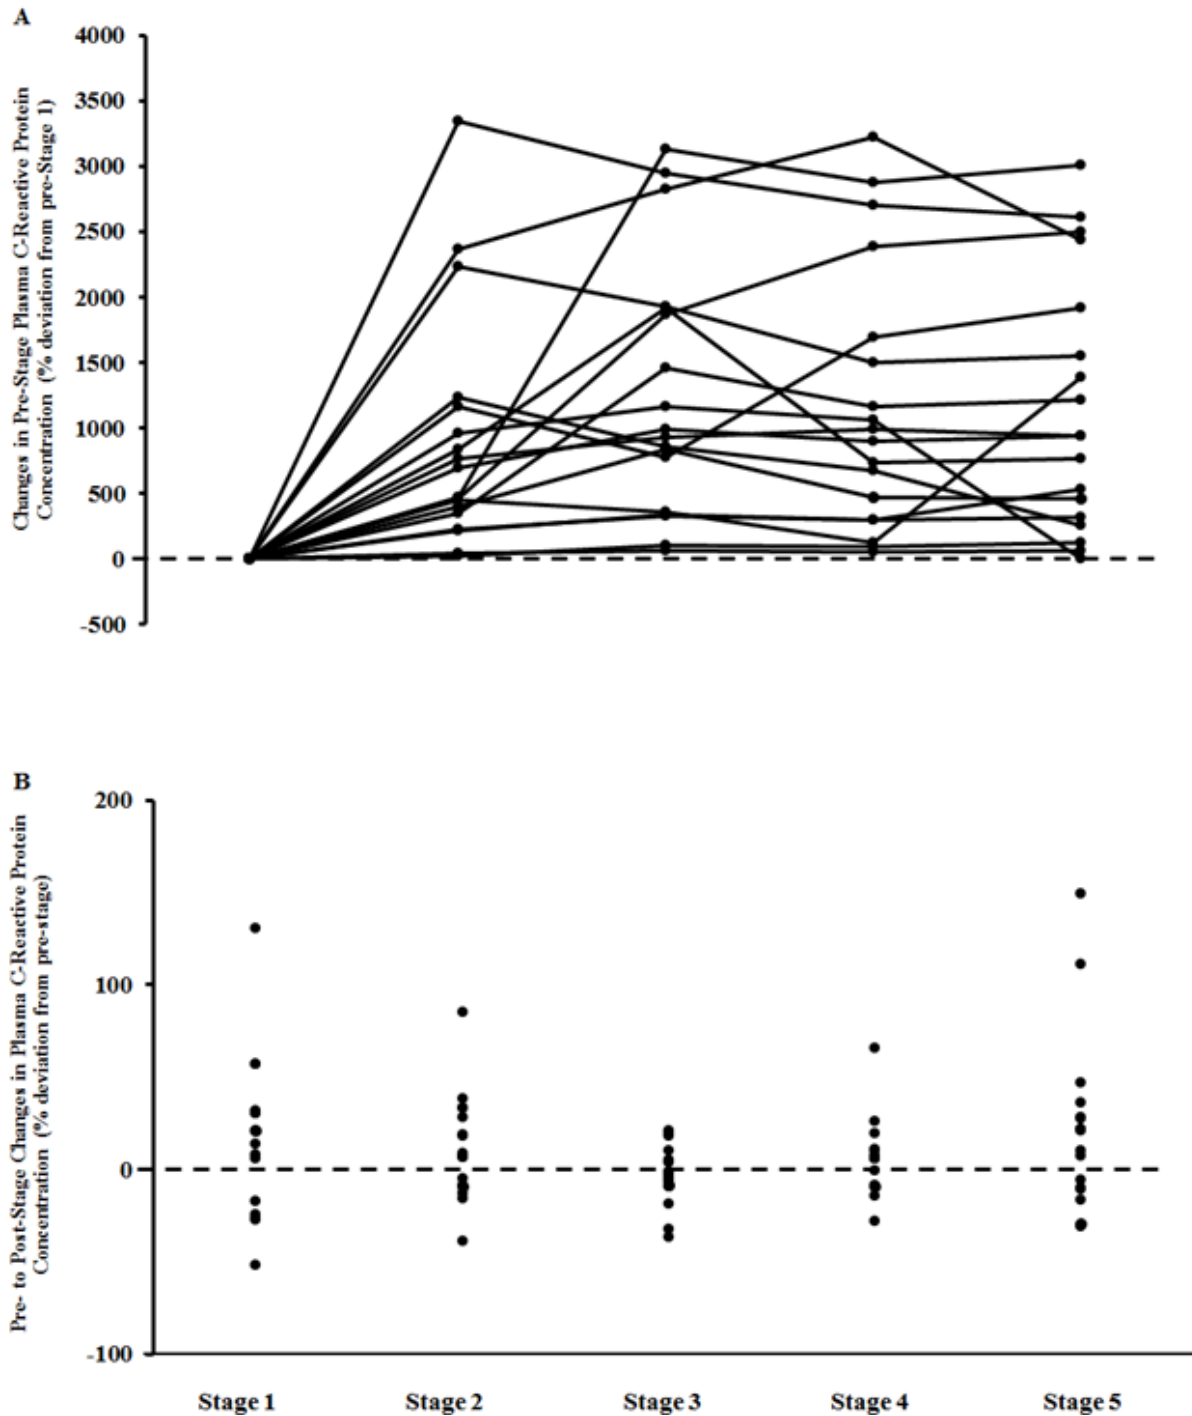 A
Changes in Pre-Stage Plasma C-Reactive Protein
Concentration (% deviation from pre-Stage 1)
4000
3500
3000
2500
2000
1500
1000
500
0
-500
B
Pre- to Post-Stage Changes in Plasma C-Reactive Protein
Concentration (% deviation from pre-stage)
200
100
0
-100
Stage 1
Stage 2
Stage 3
Stage 4
Stage 5